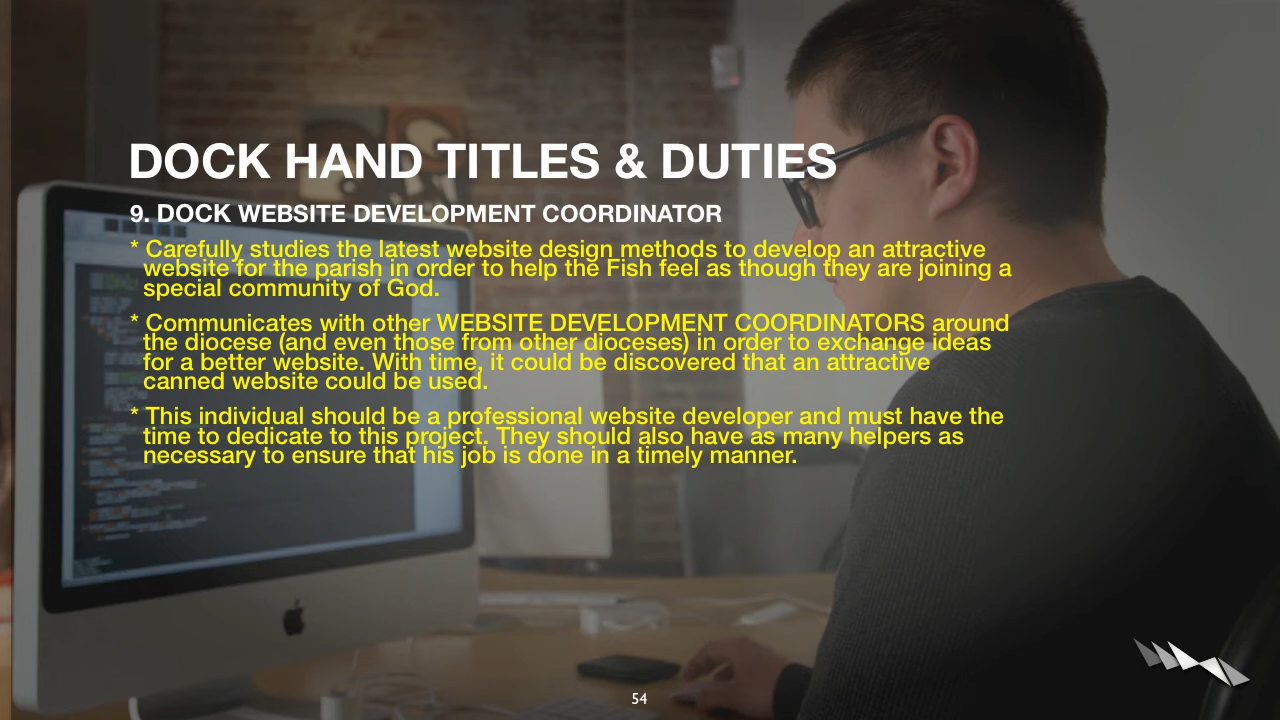 DOCK HAND TITLES & DUTIES
9. DOCK WEBSITE DEVELOPMENT COORDINATOR
* Carefully studies the latest website design methods to develop an attractive
website for the parish in order to help the Fish feel as though they are joining a
special community of God.
* Communicates with other WEBSITE DEVELOPMENT COORDINATORS around
the diocese (and even those from other dioceses) in order to exchange ideas
for a better website. With time, it could be discovered that an attractive
canned website could be used.
* This individual should be a professional website developer and must have the
time to dedicate to this project. They should also have as many helpers as
necessary to ensure that his job is done in a timely manner.
54